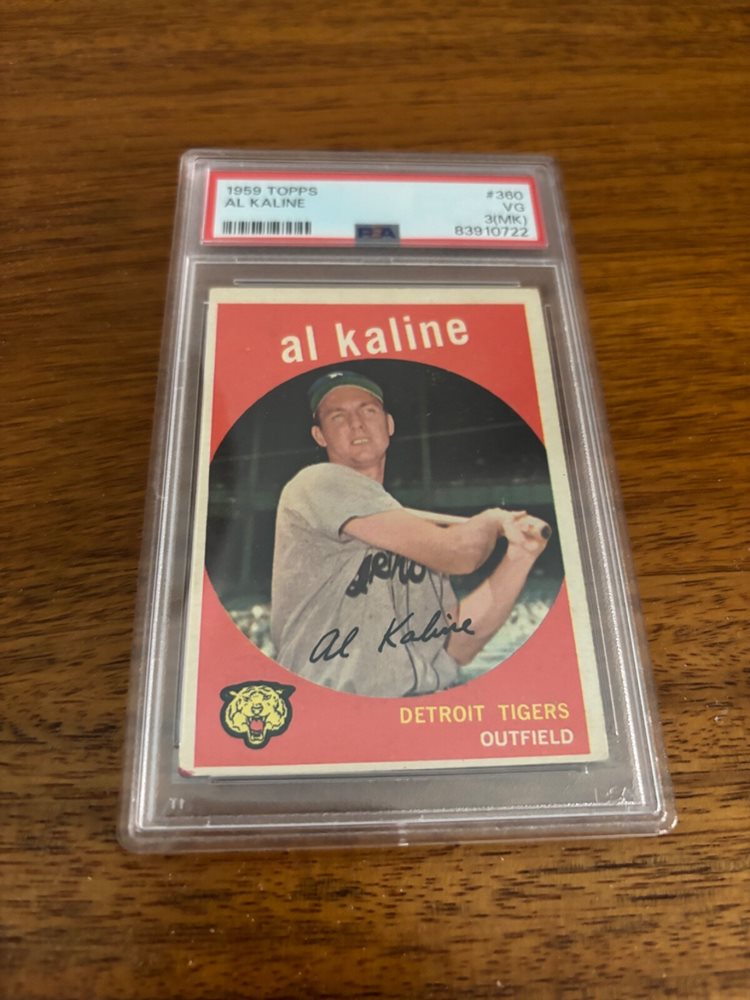 1959 TOPPS #360
AL KALINE VG
3(MK)
PSA 83910722
al kaline
Al Kaline
DETROIT TIGERS
OUTFIELD